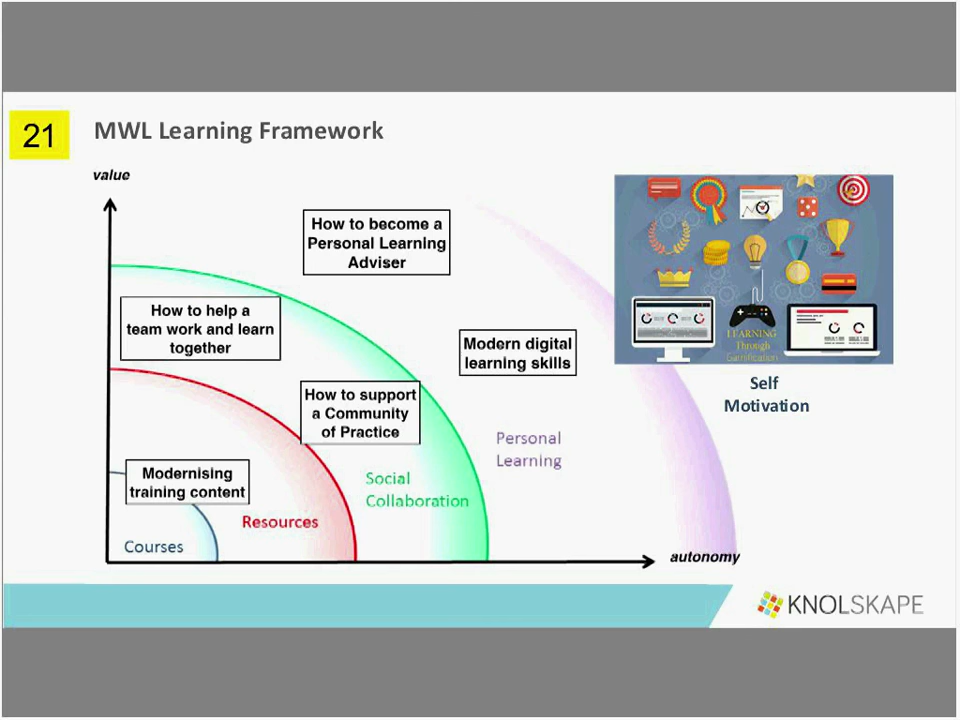 21
MWL Learning Framework
value
How to become a
Personal Learning
Adviser
How to help a
team work and learn
together
Modern digital
learning skills
LEARNING
Through
Gamification
Self
Motivation
How to support
a Community
of Practice
Personal
Learning
Modernising
training content
Social
Collaboration
Resources
Courses
autonomy
KNOLSKAPE